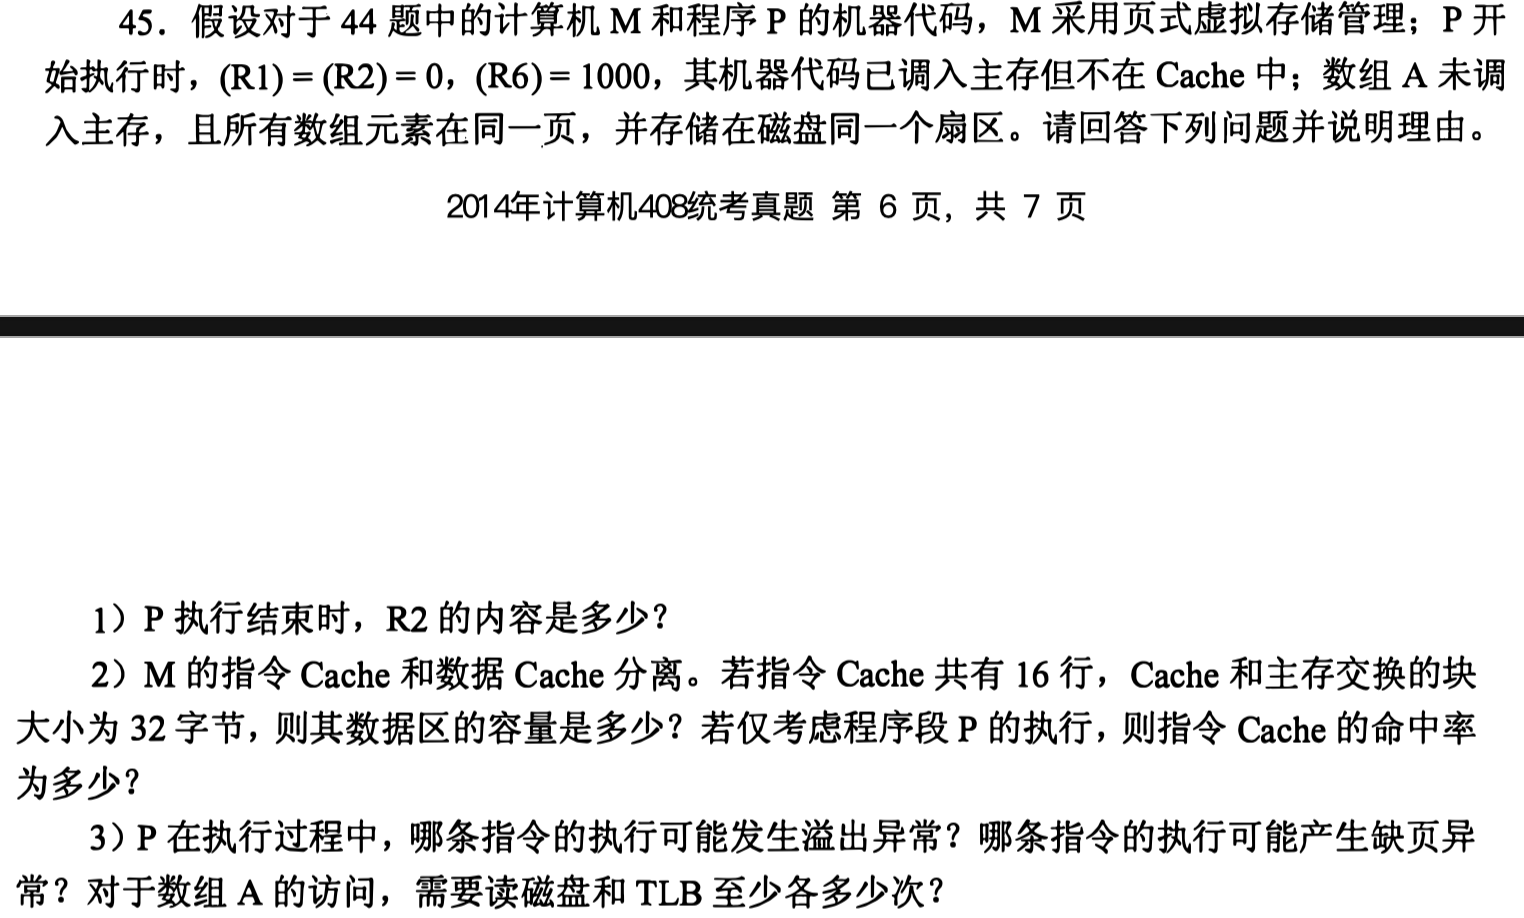 45．假设对于 44 题中的计算机 M 和程序 P 的机器代码，M 采用页式虚拟存储管理；P 开
始执行时，(R1) = (R2) = 0，(R6) = 1000，其机器代码已调入主存但不在 Cache 中；数组 A 未调
入主存，且所有数组元素在同一页，并存储在磁盘同一个扇区。请回答下列问题并说明理由。
2014年计算机408统考真题 第 6 页，共 7 页
1）P 执行结束时，R2 的内容是多少？
2）M 的指令 Cache 和数据 Cache 分离。若指令 Cache 共有 16 行，Cache 和主存交换的块
大小为 32 字节，则其数据区的容量是多少？若仅考虑程序段 P 的执行，则指令 Cache 的命中率
为多少？
3）P 在执行过程中，哪条指令的执行可能发生溢出异常？哪条指令的执行可能产生缺页异
常？对于数组 A 的访问，需要读磁盘和 TLB 至少各多少次？